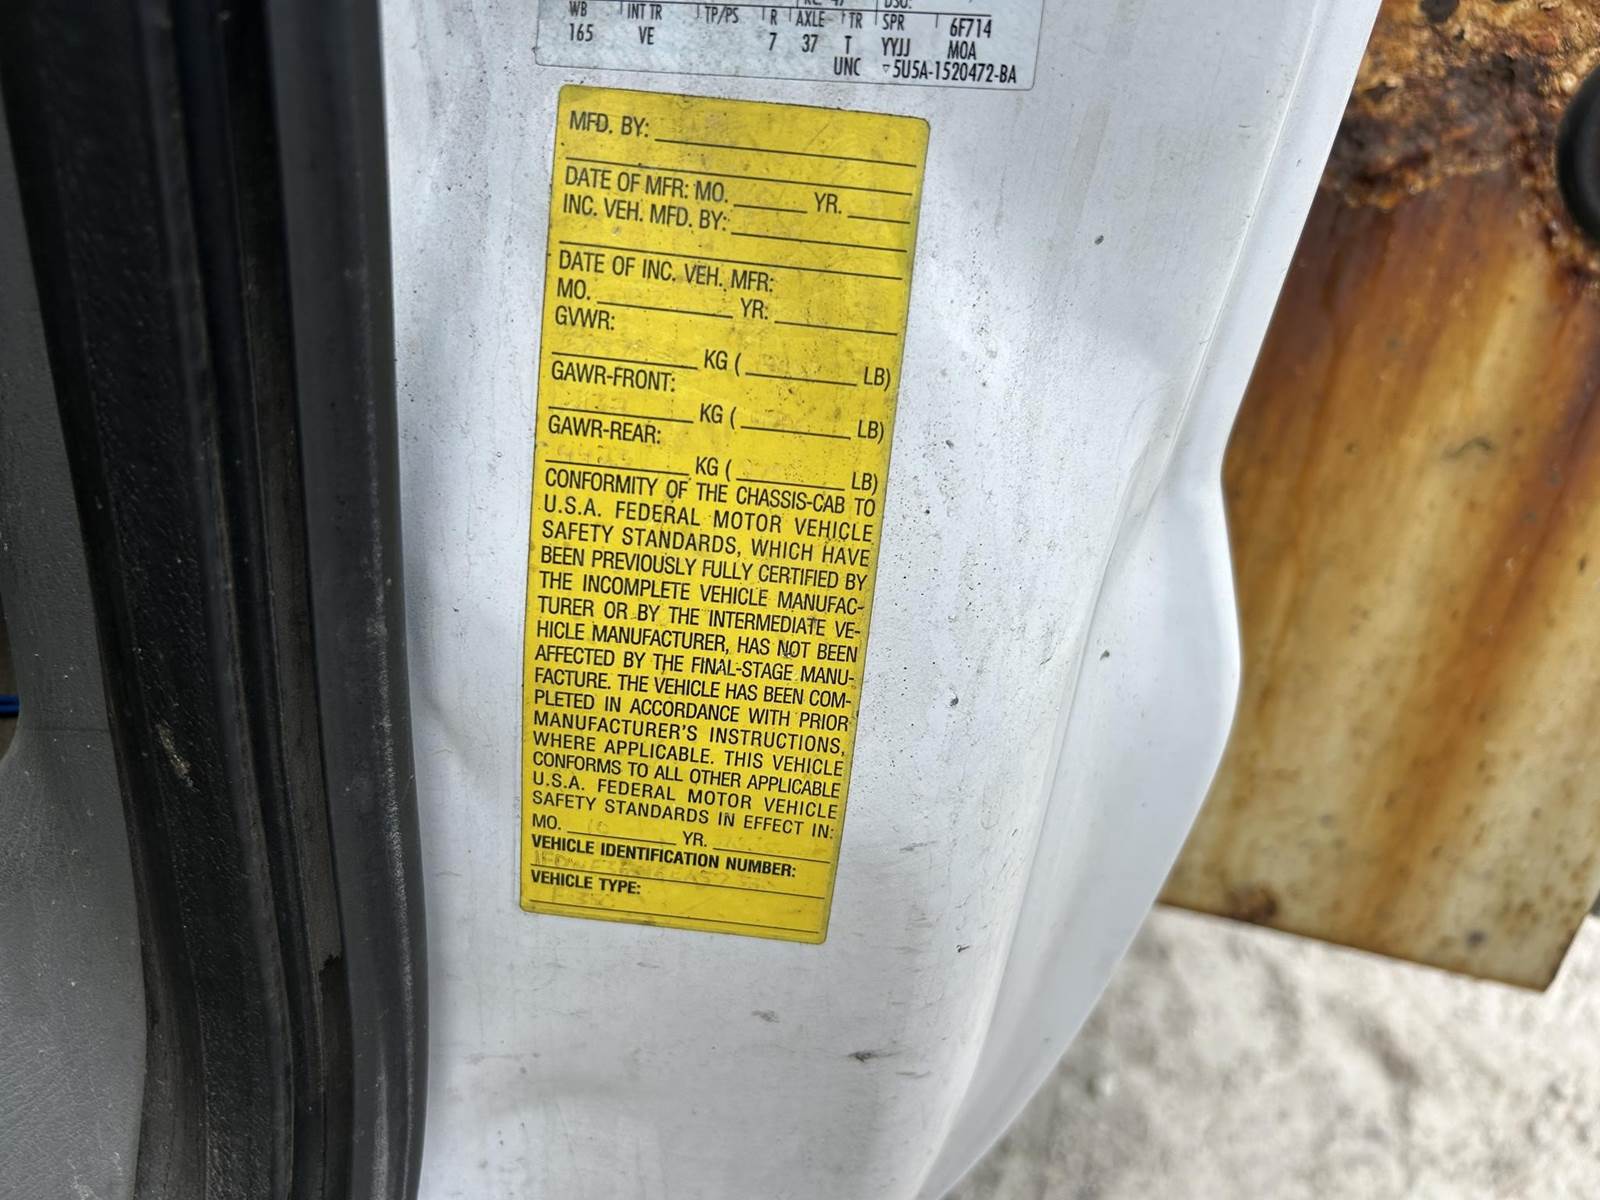 WB INT TR TP/PS R AXLE TR SPR 6F714
165 VE 7 37 T YYJJ MOA
UNC ▽5U5A-1520472-BA
MFD. BY:
DATE OF MFR: MO. YR.
INC. VEH. MFD. BY:
DATE OF INC. VEH. MFR:
MO. YR:
GVWR:
KG ( LB)
GAWR-FRONT:
KG ( LB)
GAWR-REAR:
KG ( LB)
CONFORMITY OF THE CHASSIS-CAB TO
U.S.A. FEDERAL MOTOR VEHICLE
SAFETY STANDARDS, WHICH HAVE
BEEN PREVIOUSLY FULLY CERTIFIED BY
THE INCOMPLETE VEHICLE MANUFAC-
TURER OR BY THE INTERMEDIATE VE-
HICLE MANUFACTURER, HAS NOT BEEN
AFFECTED BY THE FINAL-STAGE MANU-
FACTURE. THE VEHICLE HAS BEEN COM-
PLETED IN ACCORDANCE WITH PRIOR
MANUFACTURER'S INSTRUCTIONS,
WHERE APPLICABLE. THIS VEHICLE
CONFORMS TO ALL OTHER APPLICABLE
U.S.A. FEDERAL MOTOR VEHICLE
SAFETY STANDARDS IN EFFECT IN:
MO. 10 YR.
VEHICLE IDENTIFICATION NUMBER:
VEHICLE TYPE: